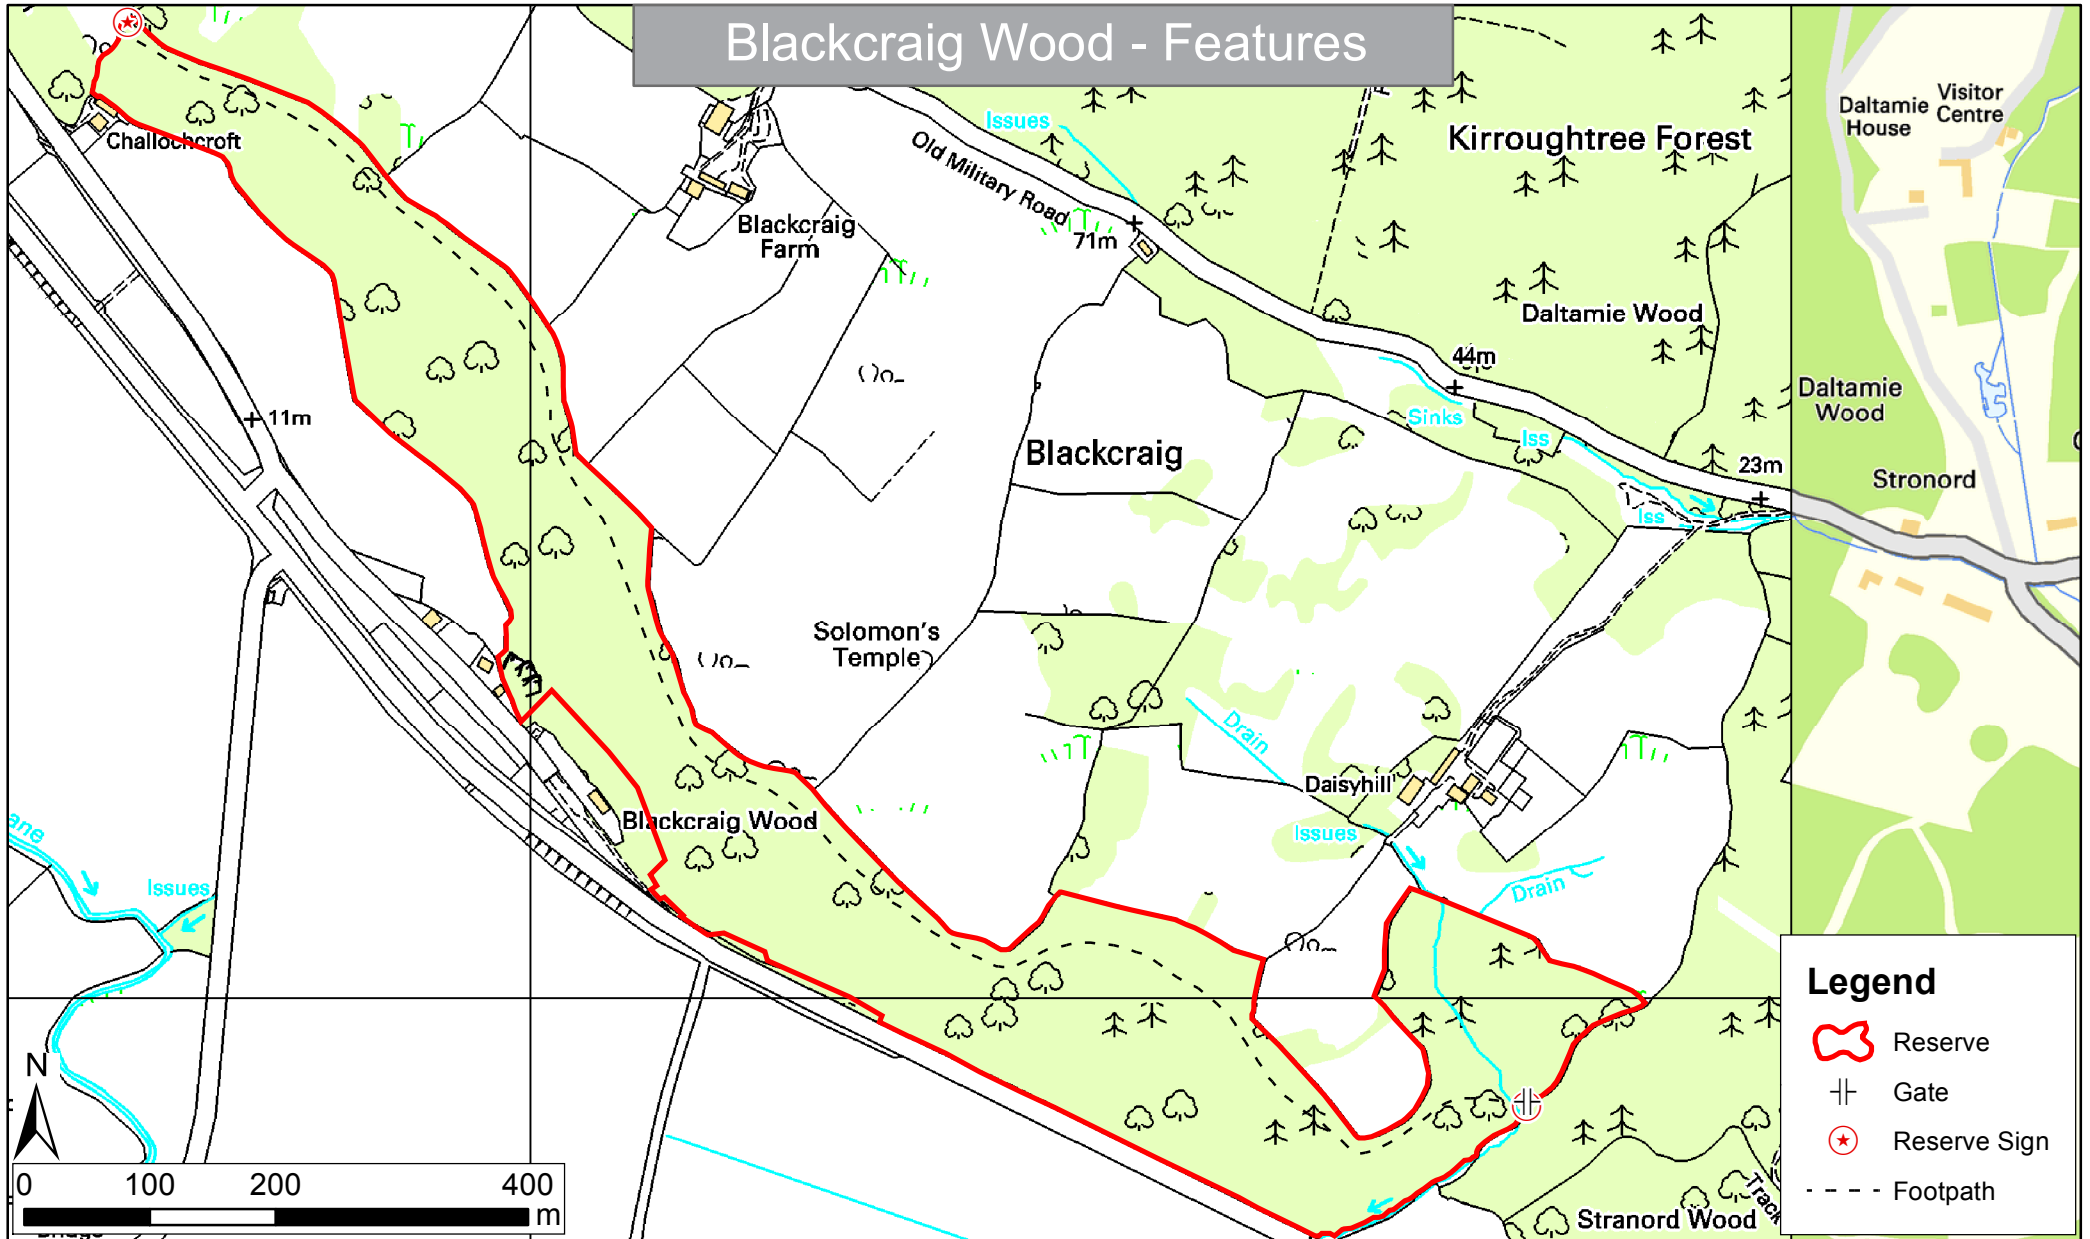 Blackcraig Wood - Features
Challochcroft
Blackcraig
Farm
Issues
Old Military Road
71m
Kirroughtree Forest
Daltamie
House
Visitor
Centre
Daltamie Wood
44m
Sinks
Iss
23m
Iss
Daltamie
Wood
Stronord
11m
Blackcraig
Solomon's
Temple
Drain
Daisyhill
Issues
Drain
Blackcraig Wood
ane
Issues
Stranord Wood
Track
N
0 100 200 400
m
Legend
Reserve
Gate
Reserve Sign
Footpath